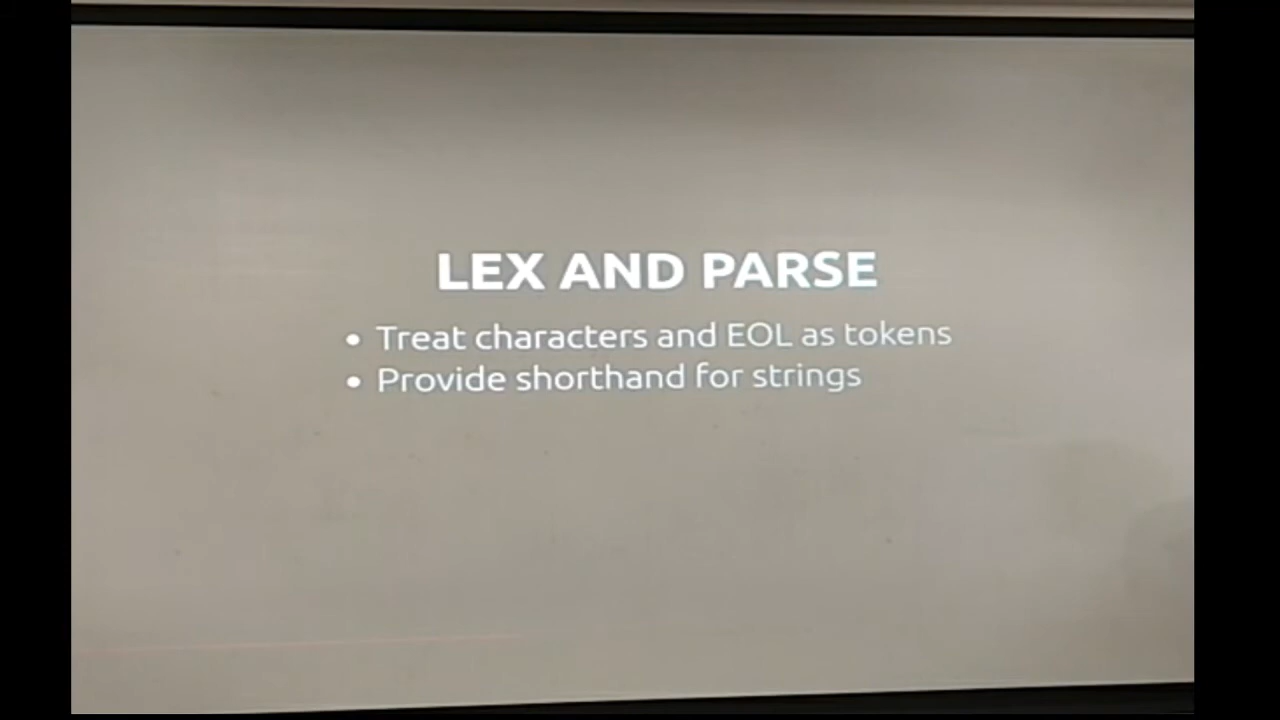 LEX AND PARSE
• Treat characters and EOL as tokens
• Provide shorthand for strings